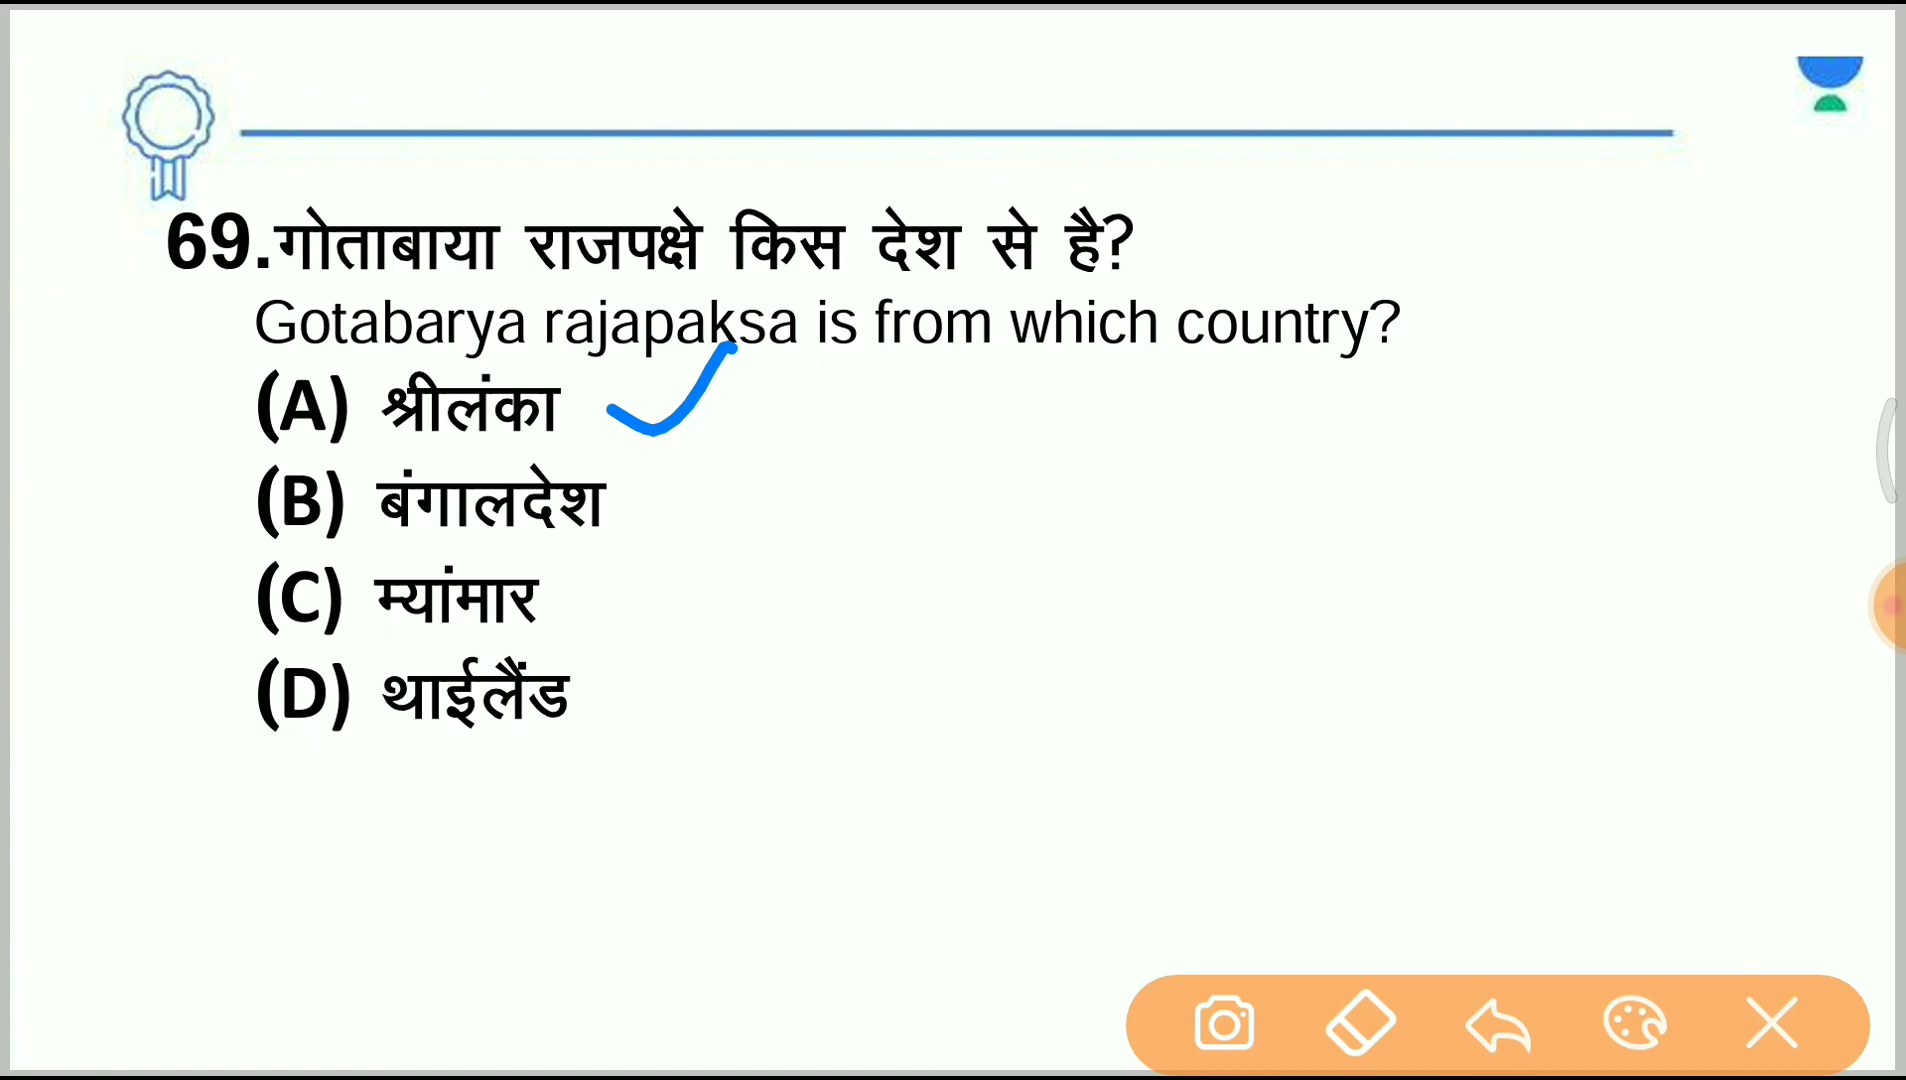 69.गोताबाया राजपक्षे किस देश से है?
Gotabarya rajapaksa is from which country?
(A) श्रीलंका
(B) बंगालदेश
(C) म्यांमार
(D) थाईलैंड